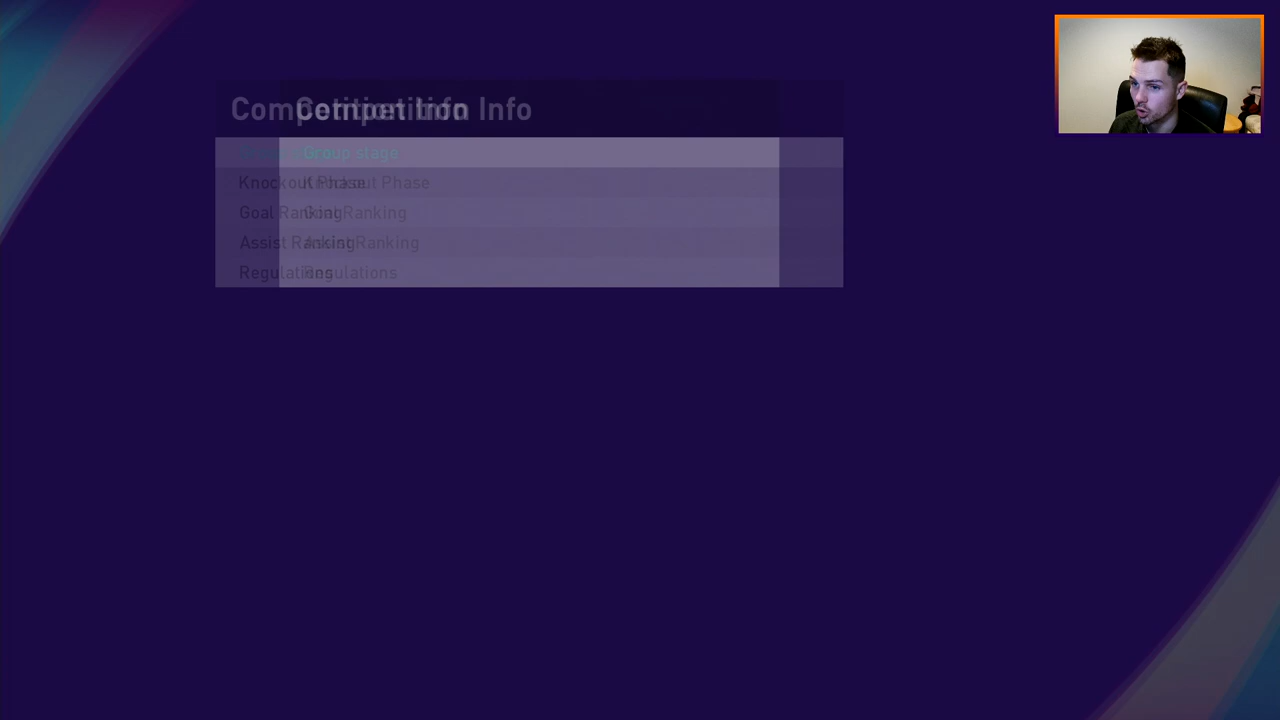 Competition Info
Group stage
Knockout Phase
Goal Ranking
Assist Ranking
Regulations